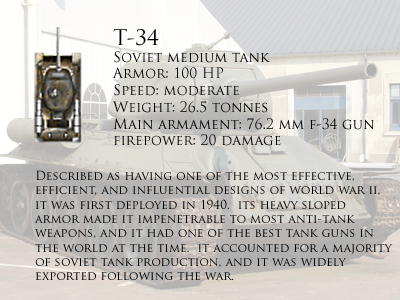 T-34
Soviet medium tank
Armor: 100 HP
Speed: moderate
Weight: 26.5 tonnes
Main armament: 76.2 mm f-34 gun
firepower: 20 damage
Described as having one of the most effective,
efficient, and influential designs of world war ii,
it was first deployed in 1940.  its heavy sloped
armor made it impenetrable to most anti-tank
weapons, and it had one of the best tank guns in
the world at the time.  it accounted for a majority
of soviet tank production, and it was widely
exported following the war.